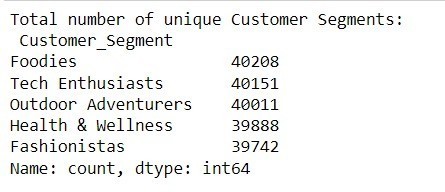 Total number of unique Customer Segments:
Customer_Segment
Foodies 40208
Tech Enthusiasts 40151
Outdoor Adventurers 40011
Health & Wellness 39888
Fashionistas 39742
Name: count, dtype: int64